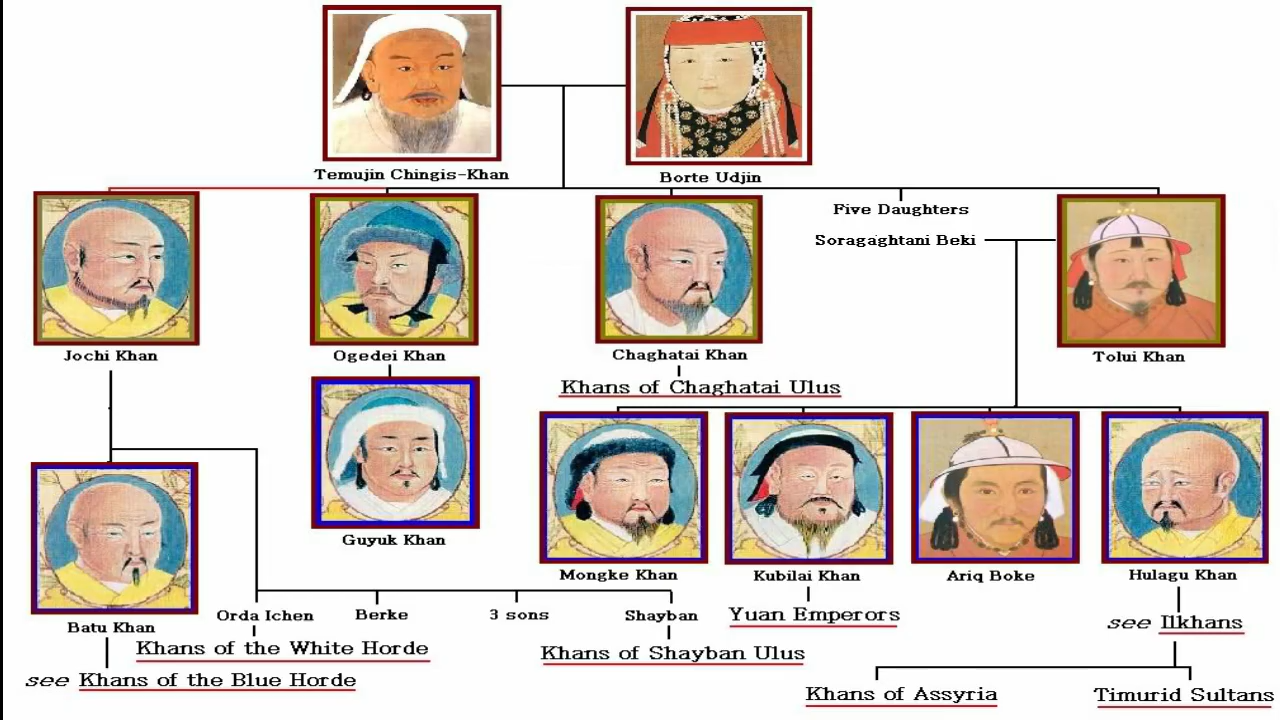 Temujin Chingis-Khan
Borte Udjin
Five Daughters
Soragaghtani Beki
Jochi Khan
Ogedei Khan
Chaghatai Khan
Tolui Khan
Khans of Chaghatai Ulus
Guyuk Khan
Mongke Khan
Kubilai Khan
Ariq Boke
Hulagu Khan
Batu Khan
Orda Ichen
Berke
3 sons
Shayban
Yuan Emperors
see Ilkhans
Khans of the White Horde
Khans of Shayban Ulus
see Khans of the Blue Horde
Khans of Assyria
Timurid Sultans